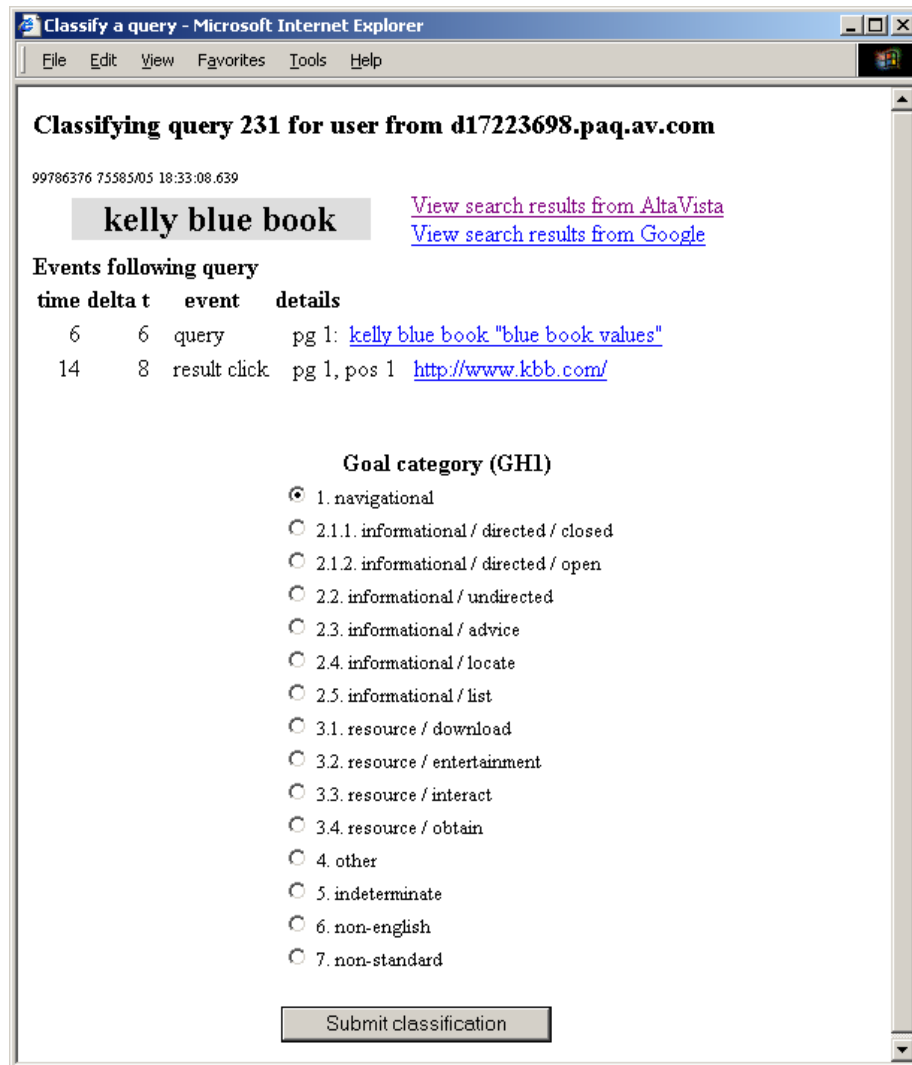 Classify a query - Microsoft Internet Explorer
File Edit View Favorites Tools Help
Classifying query 231 for user from d17223698.paq.av.com
99786376 75585/05 18:33:08.639
kelly blue book
View search results from AltaVista
View search results from Google
Events following query
time delta t event details
6 6 query pg 1: kelly blue book "blue book values"
14 8 result click pg 1, pos 1 http://www.kbb.com/
Goal category (GH1)
1. navigational
2.1.1. informational / directed / closed
2.1.2. informational / directed / open
2.2. informational / undirected
2.3. informational / advice
2.4. informational / locate
2.5. informational / list
3.1. resource / download
3.2. resource / entertainment
3.3. resource / interact
3.4. resource / obtain
4. other
5. indeterminate
6. non-english
7. non-standard
Submit classification